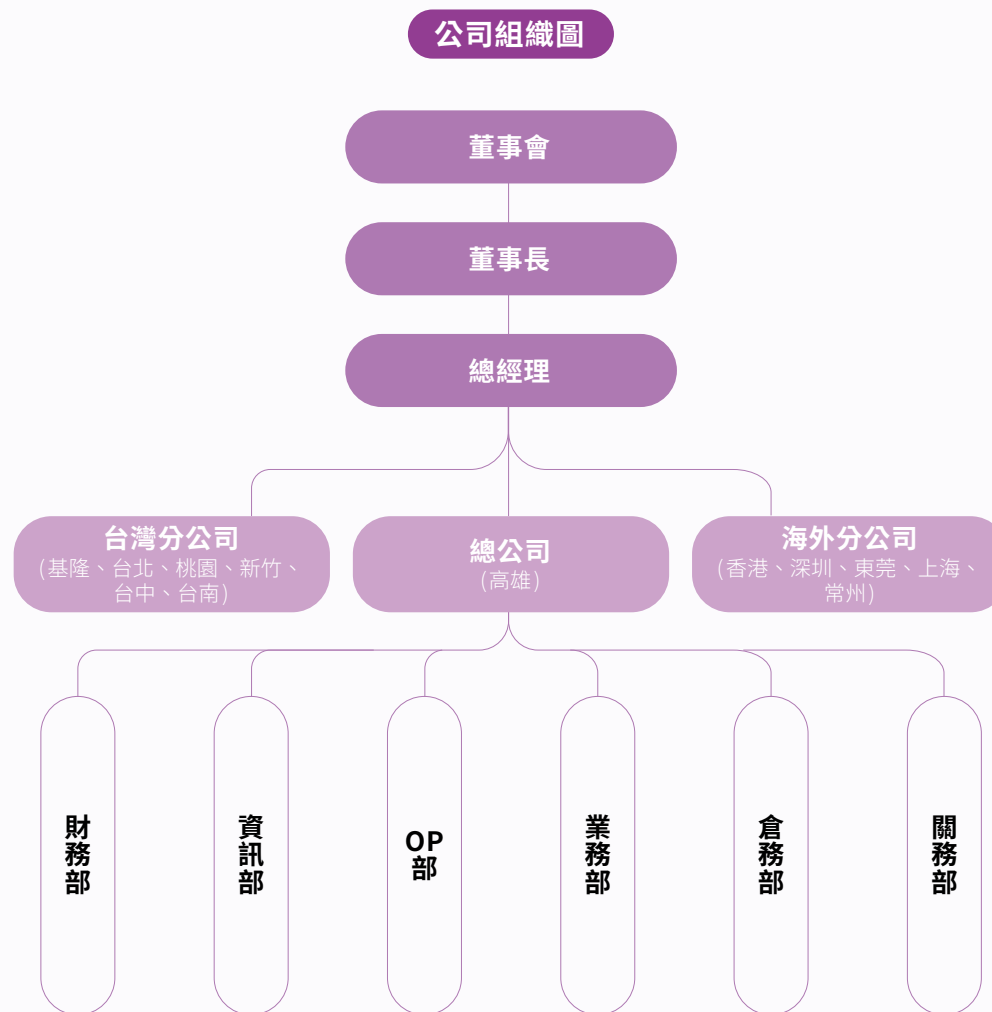 公司組織圖
董事會
董事長
總經理
台灣分公司
(基隆、台北、桃園、新竹、
台中、台南)
總公司
(高雄)
海外分公司
(香港、深圳、東莞、上海、
常州)
財務部
資訊部
OP
部
業務部
倉務部
關務部